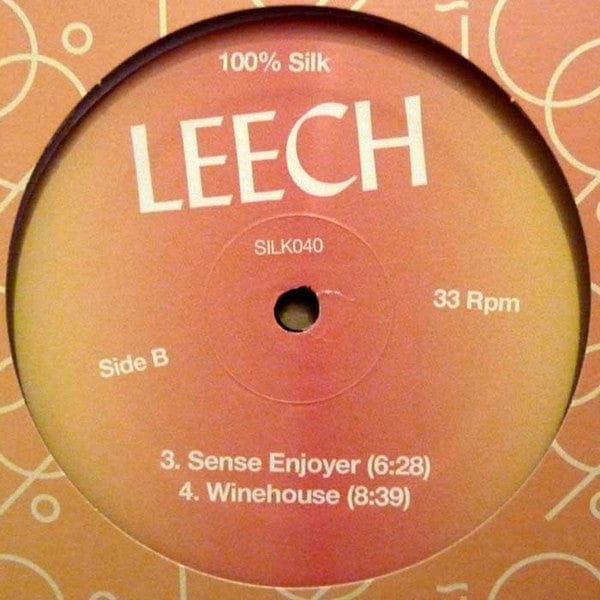 100% Silk
LEECH
SILK040
33 Rpm
Side B
3. Sense Enjoyer (6:28)
4. Winehouse (8:39)